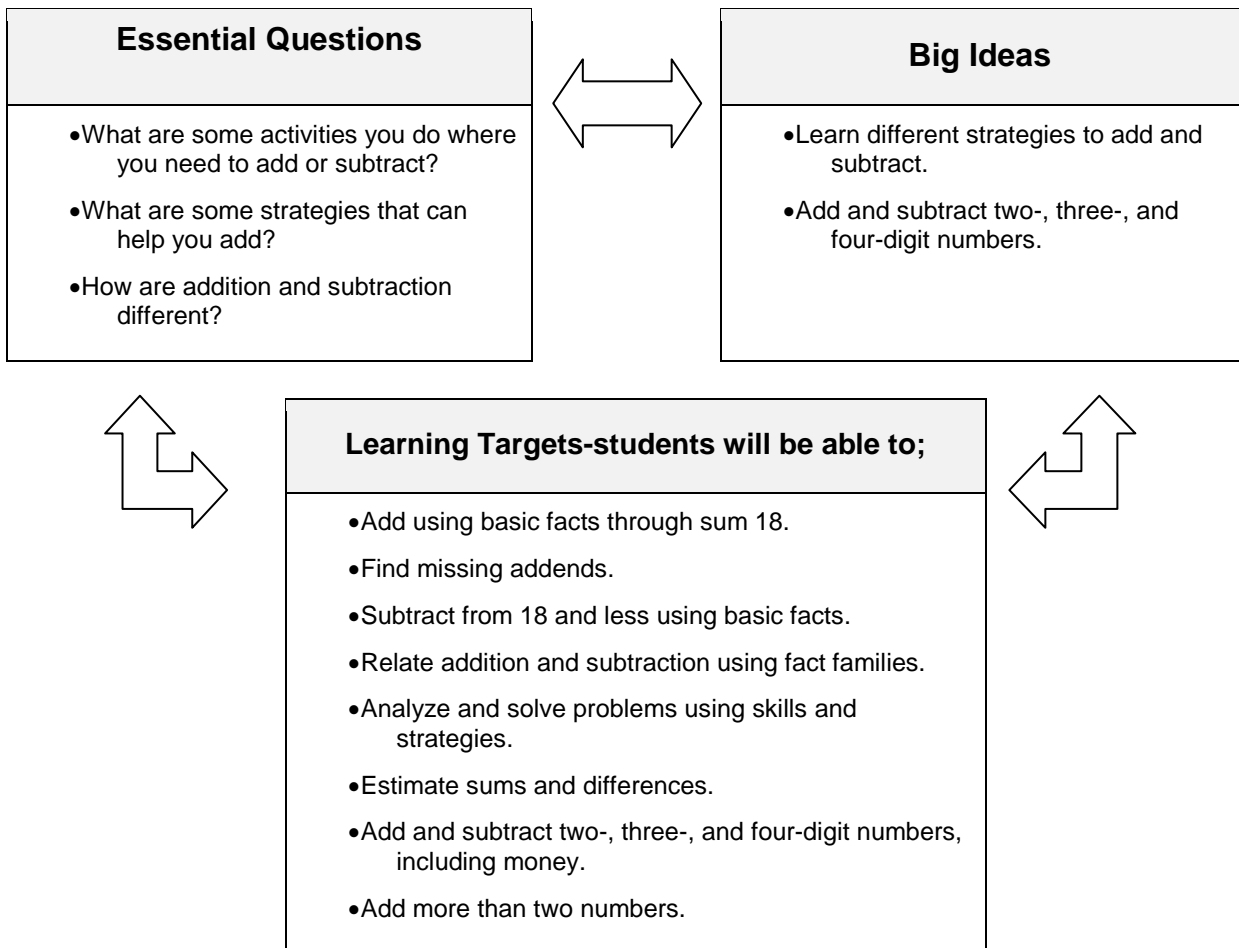 Essential Questions
•What are some activities you do where
you need to add or subtract?
•What are some strategies that can
help you add?
•How are addition and subtraction
different?
Big Ideas
•Learn different strategies to add and
subtract.
•Add and subtract two-, three-, and
four-digit numbers.
Learning Targets-students will be able to;
•Add using basic facts through sum 18.
•Find missing addends.
•Subtract from 18 and less using basic facts.
•Relate addition and subtraction using fact families.
•Analyze and solve problems using skills and
strategies.
•Estimate sums and differences.
•Add and subtract two-, three-, and four-digit numbers,
including money.
•Add more than two numbers.